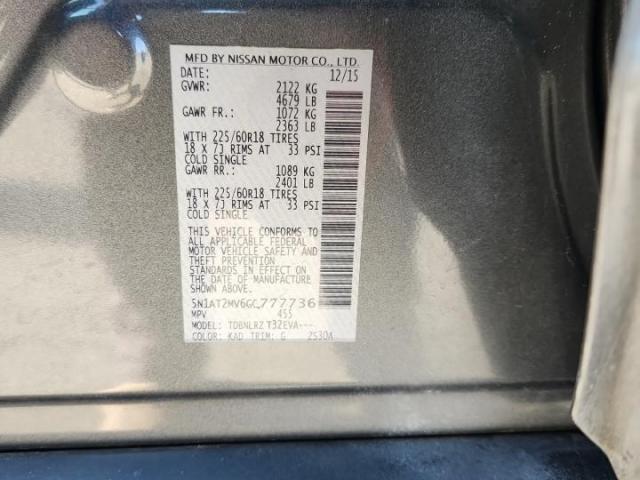 MFD BY NISSAN MOTOR CO., LTD.
DATE: 12/15
GVWR: 2122 KG
4679 LB
GAWR FR.: 1072 KG
2363 LB
WITH 225/60R18 TIRES
18 X 7J RIMS AT 33 PSI
COLD SINGLE
GAWR RR.: 1089 KG
2401 LB
WITH 225/60R18 TIRES
18 X 7J RIMS AT 33 PSI
COLD SINGLE
THIS VEHICLE CONFORMS TO
ALL APPLICABLE FEDERAL
MOTOR VEHICLE SAFETY AND
THEFT PREVENTION
STANDARDS IN EFFECT ON
THE DATE OF MANUFACTURE
SHOWN ABOVE.
5N1AT2MV6GC777736
MPV 455
MODEL: TDBNLRZ T32EVA---
COLOR: KAD TRIM: G 2530A